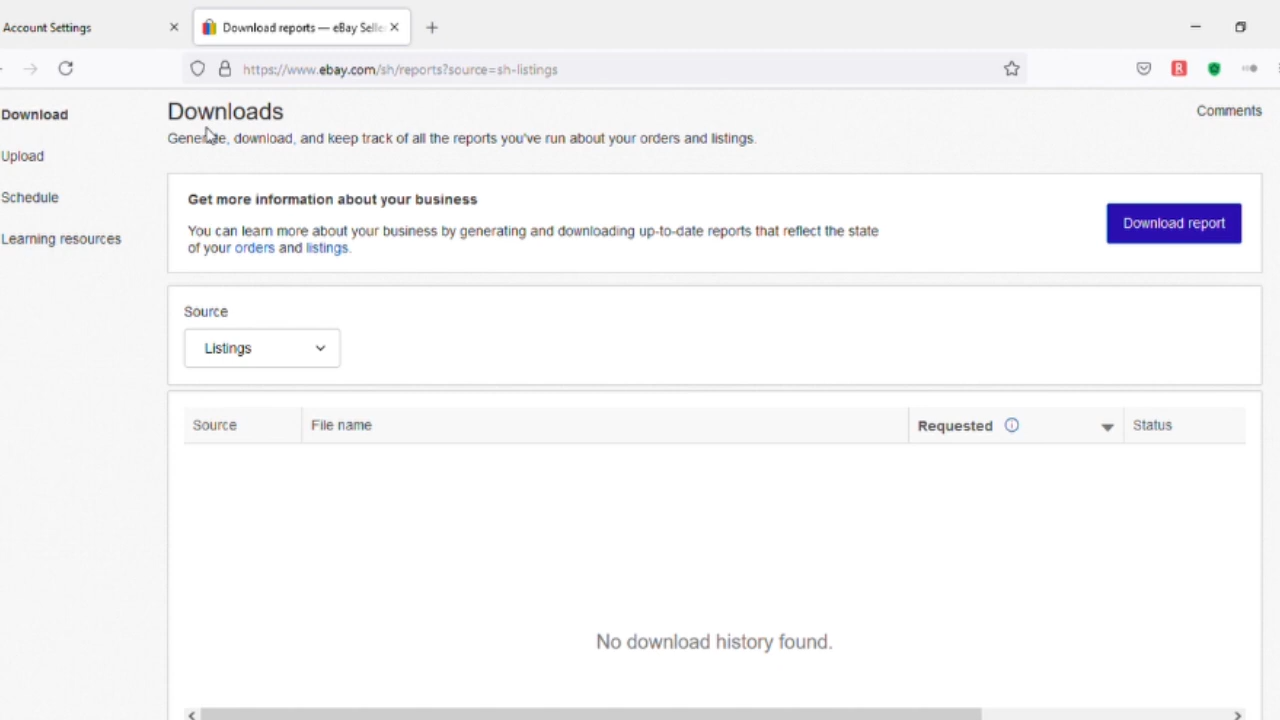 Account Settings
Download reports — eBay Selle
https://www.ebay.com/sh/reports?source=sh-listings
Download
Upload
Schedule
Learning resources
Downloads
Comments
Generate, download, and keep track of all the reports you've run about your orders and listings.
Get more information about your business
You can learn more about your business by generating and downloading up-to-date reports that reflect the state
of your orders and listings.
Download report
Source
Listings
Source File name Requested Status
No download history found.